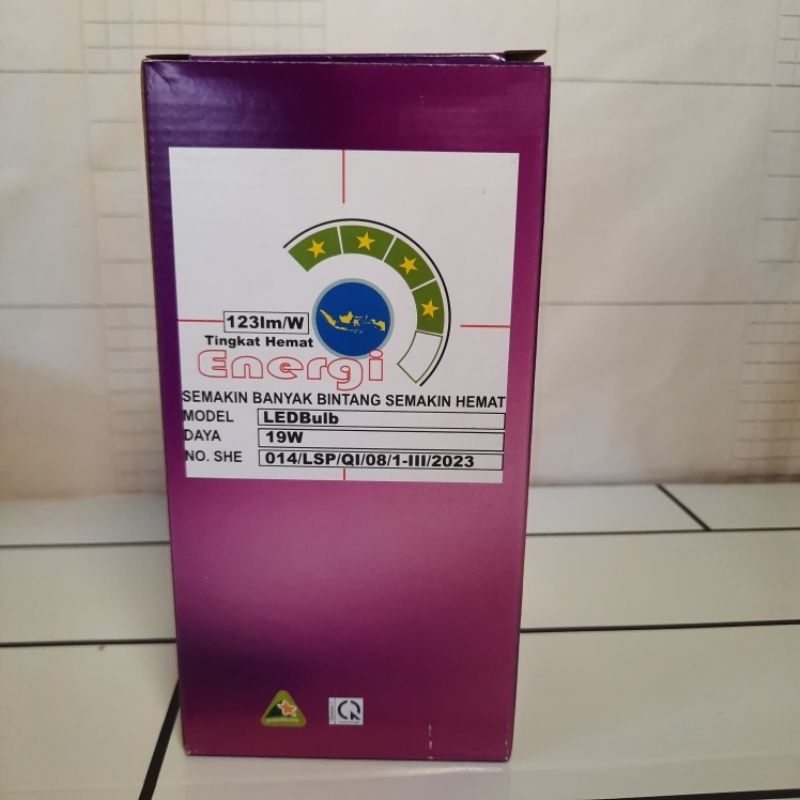 123lm/W
Tingkat Hemat
Energi
SEMAKIN BANYAK BINTANG SEMAKIN HEMAT
MODEL LEDBulb
DAYA 19W
NO. SHE 014/LSP/QI/08/1-III/2023